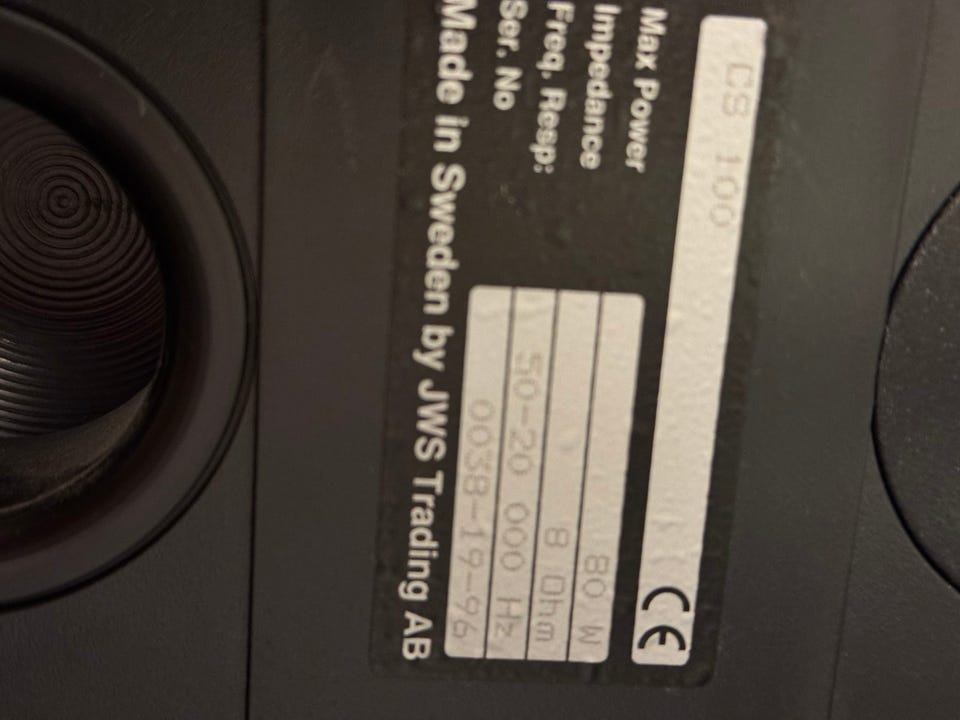 CS 100 CE
Max Power 80 W
Impedance 8 Ohm
Freq. Resp: 50-20 000 Hz
Ser. No 0038-19-96
Made in Sweden by JWS Trading AB